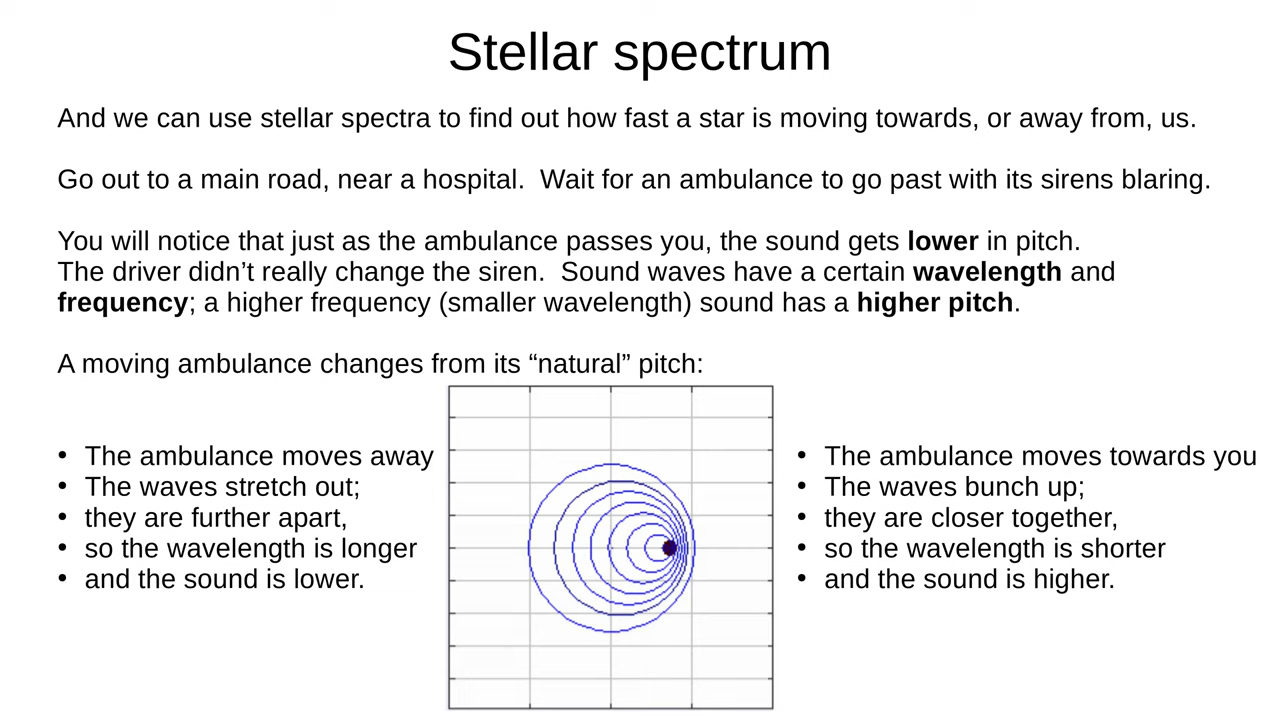 Stellar spectrum
And we can use stellar spectra to find out how fast a star is moving towards, or away from, us.
Go out to a main road, near a hospital.  Wait for an ambulance to go past with its sirens blaring.
You will notice that just as the ambulance passes you, the sound gets lower in pitch.
The driver didn’t really change the siren.  Sound waves have a certain wavelength and
frequency; a higher frequency (smaller wavelength) sound has a higher pitch.
A moving ambulance changes from its “natural” pitch:
• The ambulance moves away
• The waves stretch out;
• they are further apart,
• so the wavelength is longer
• and the sound is lower.
• The ambulance moves towards you
• The waves bunch up;
• they are closer together,
• so the wavelength is shorter
• and the sound is higher.